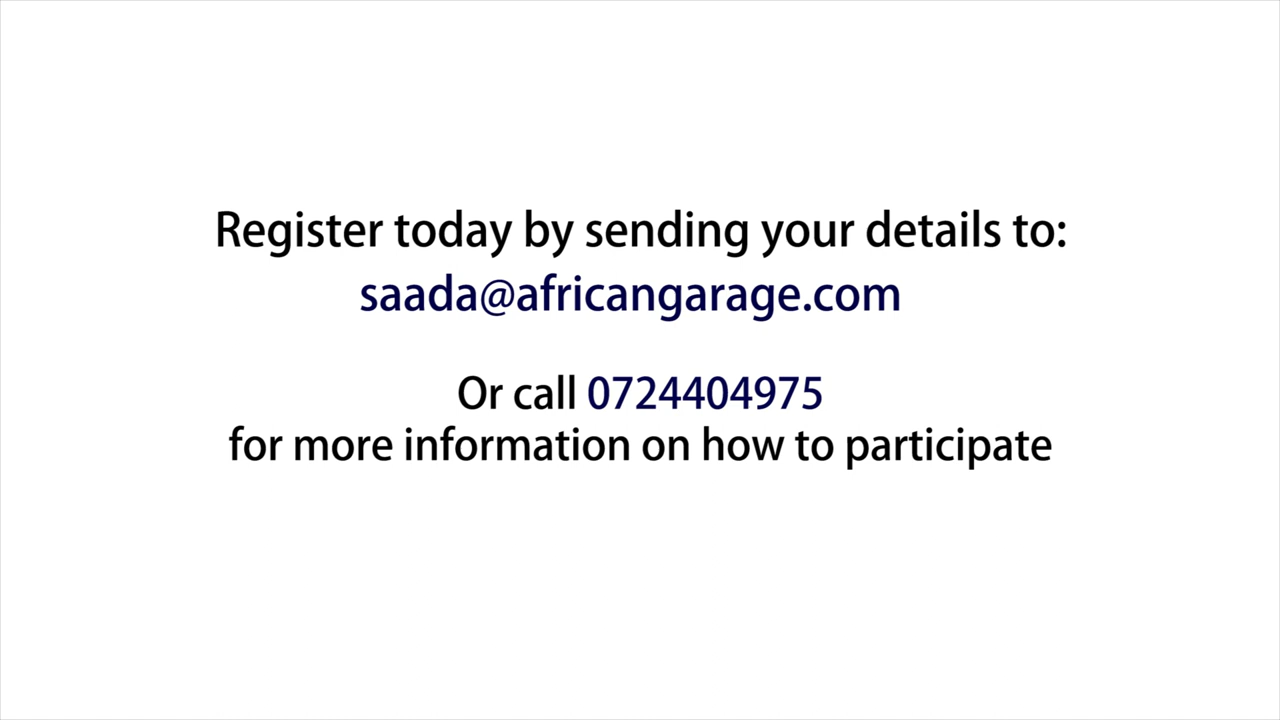 Register today by sending your details to:
saada@africangarage.com
Or call 0724404975
for more information on how to participate